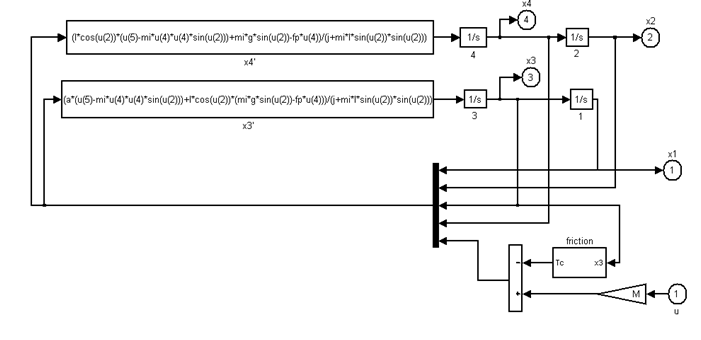 x4
4
x2
(l*cos(u(2))*(u(5)-mi*u(4)*u(4)*sin(u(2)))+mi*g*sin(u(2))-fp*u(4))/(j+mi*l*sin(u(2))*sin(u(2)))
1/s
1/s
2
x4'
4
2
x3
3
(a*(u(5)-mi*u(4)*u(4)*sin(u(2)))+l*cos(u(2))*(mi*g*sin(u(2))-fp*u(4)))/(j+mi*l*sin(u(2))*sin(u(2)))
1/s
1/s
x3'
3
1
x1
1
friction
-
Tc
x3
+
M
1
u